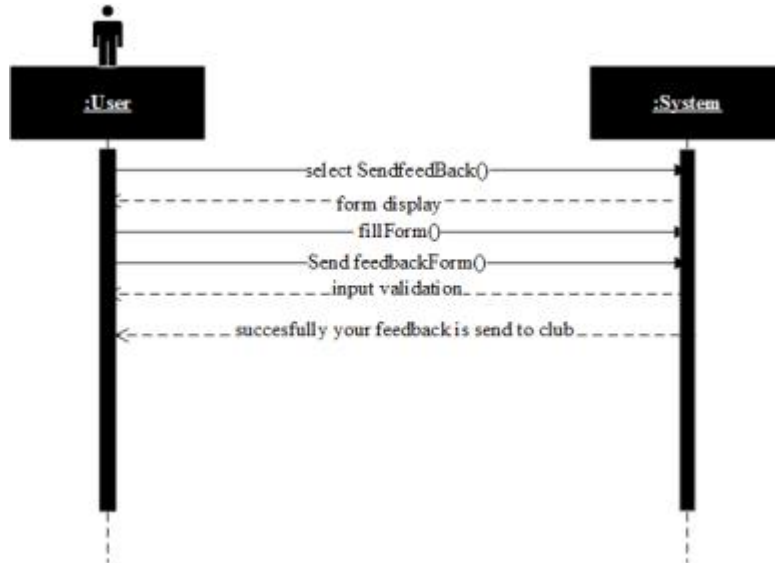 :User
:System
select SendfeedBack()
form display
fillForm()
Send feedbackForm()
input validation
succesfully your feedback is send to club